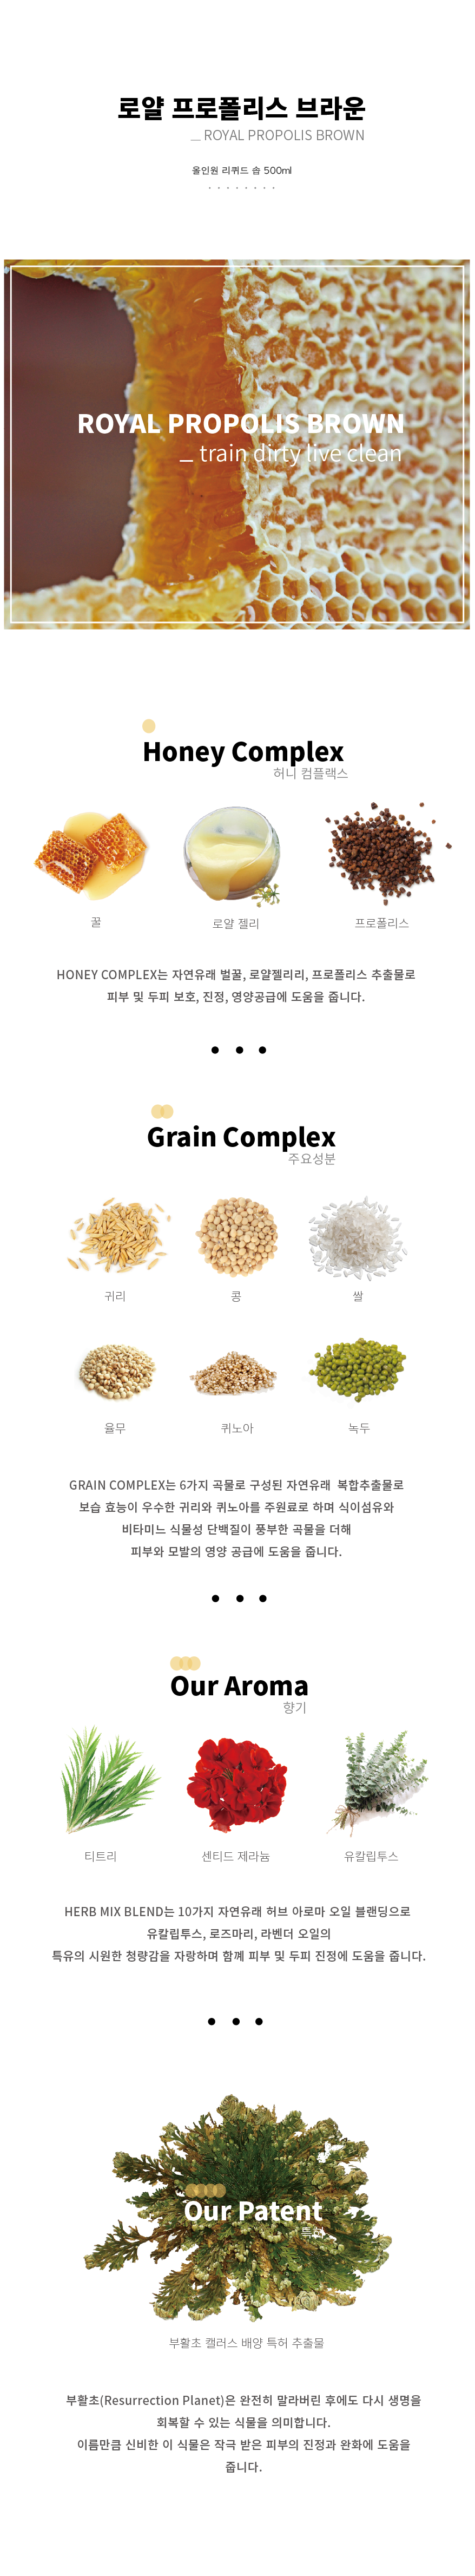 로얄 프로폴리스 브라운
__ ROYAL PROPOLIS BROWN
올인원 리퀴드 솝 500ml
ROYAL PROPOLIS BROWN
_ train dirty live clean
Honey Complex
허니 컴플랙스
꿀
로얄 젤리
프로폴리스
HONEY COMPLEX는 자연유래 벌꿀, 로얄젤리리, 프로폴리스 추출물로
피부 및 두피 보호, 진정, 영양공급에 도움을 줍니다.
Grain Complex
주요성분
귀리
콩
쌀
율무
퀴노아
녹두
GRAIN COMPLEX는 6가지 곡물로 구성된 자연유래 복합추출물로
보습 효능이 우수한 귀리와 퀴노아를 주원료로 하며 식이섬유와
비타미느 식물성 단백질이 풍부한 곡물을 더해
피부와 모발의 영양 공급에 도움을 줍니다.
Our Aroma
향기
티트리
센티드 제라늄
유칼립투스
HERB MIX BLEND는 10가지 자연유래 허브 아로마 오일 블랜딩으로
유칼립투스, 로즈마리, 라벤더 오일의
특유의 시원한 청량감을 자랑하며 함께 피부 및 두피 진정에 도움을 줍니다.
Our Patent
특허
부활초 캘러스 배양 특허 추출물
부활초(Resurrection Planet)은 완전히 말라버린 후에도 다시 생명을
회복할 수 있는 식물을 의미합니다.
이름만큼 신비한 이 식물은 작극 받은 피부의 진정과 완화에 도움을
줍니다.